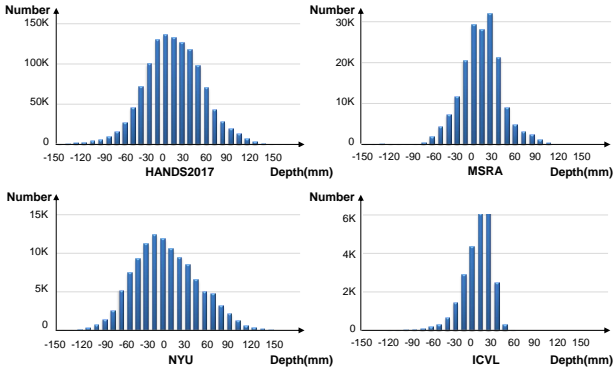 Number
150K
100K
50K
0
-150 -120 -90 -60 -30 0 30 60 90 120 150
HANDS2017 Depth(mm)
Number
30K
20K
10K
0
-150 -120 -90 -60 -30 0 30 60 90 120 150
MSRA Depth(mm)
Number
15K
10K
5K
0
-150 -120 -90 -60 -30 0 30 60 90 120 150
NYU Depth(mm)
Number
6K
4K
2K
0
-150 -120 -90 -60 -30 0 30 60 90 120 150
ICVL Depth(mm)